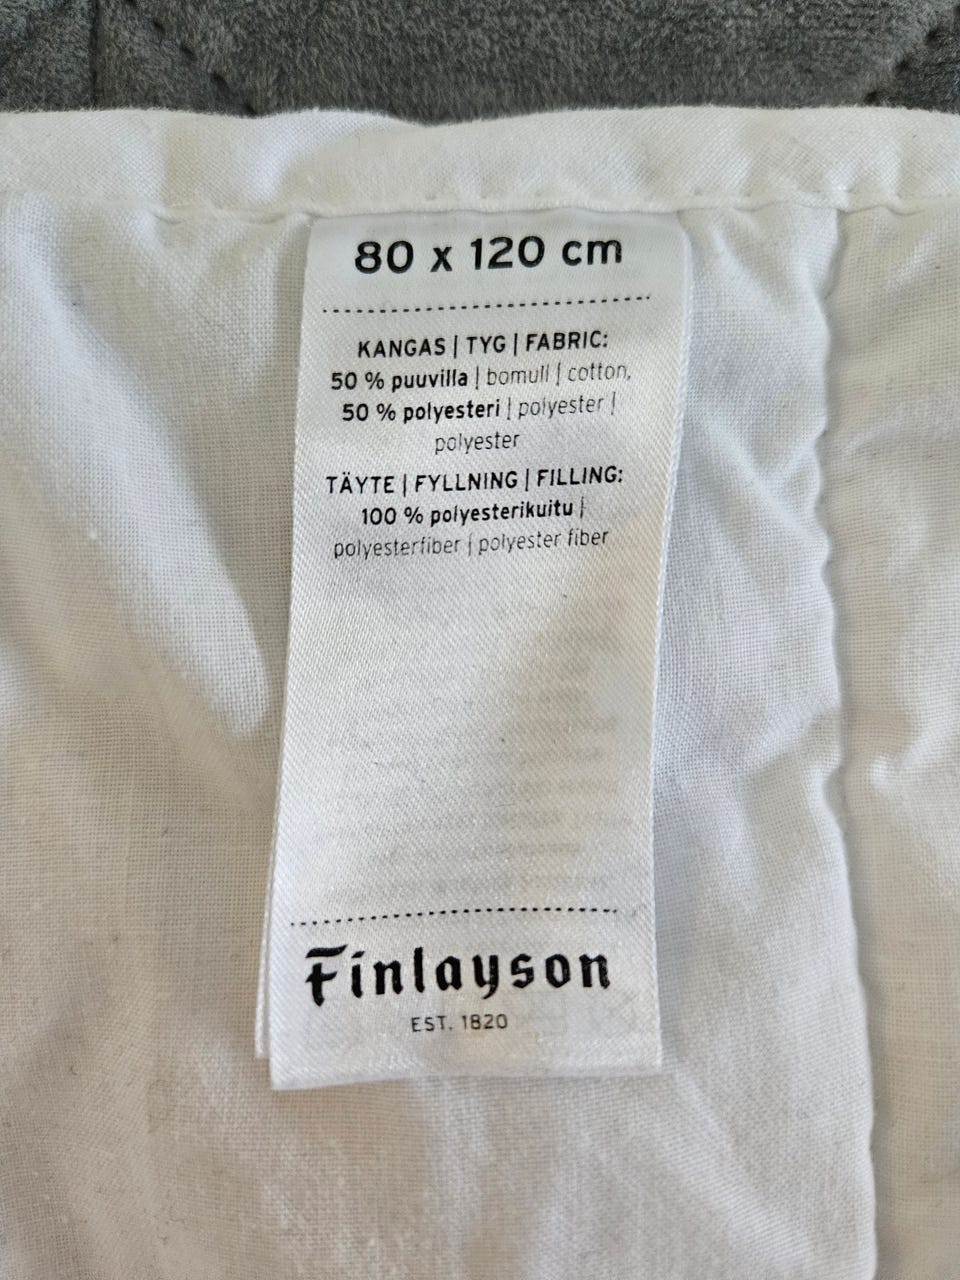 80 x 120 cm
KANGAS | TYG | FABRIC:
50 % puuvilla | bomull | cotton,
50 % polyesteri | polyester |
polyester
TÄYTE | FYLLNING | FILLING:
100 % polyesterikuitu |
polyesterfiber | polyester fiber
Finlayson
EST. 1820